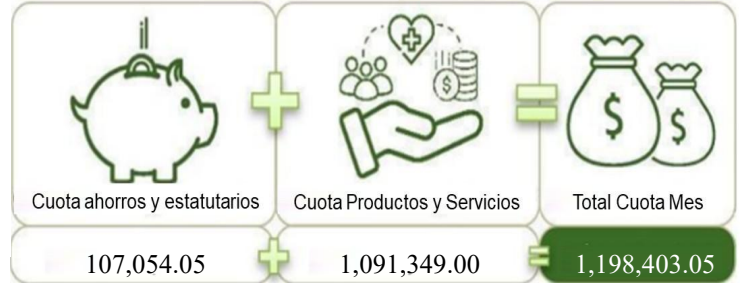 Cuota ahorros y estatutarios
Cuota Productos y Servicios
Total Cuota Mes
107,054.05
1,091,349.00
1,198,403.05